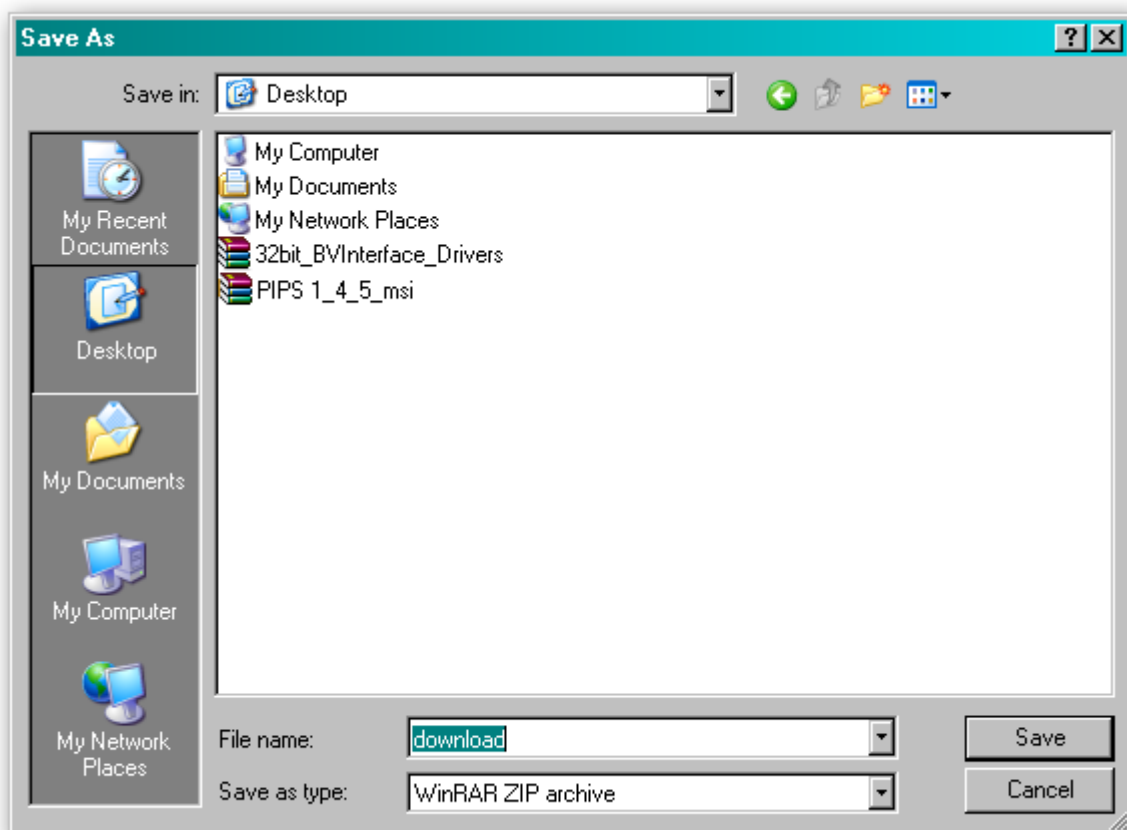 Save As
Save in:
Desktop
My Recent
Documents
Desktop
My Documents
My Computer
My Network
Places
My Computer
My Documents
My Network Places
32bit_BVInterface_Drivers
PIPS 1_4_5_msi
File name:
download
Save
Save as type:
WinRAR ZIP archive
Cancel